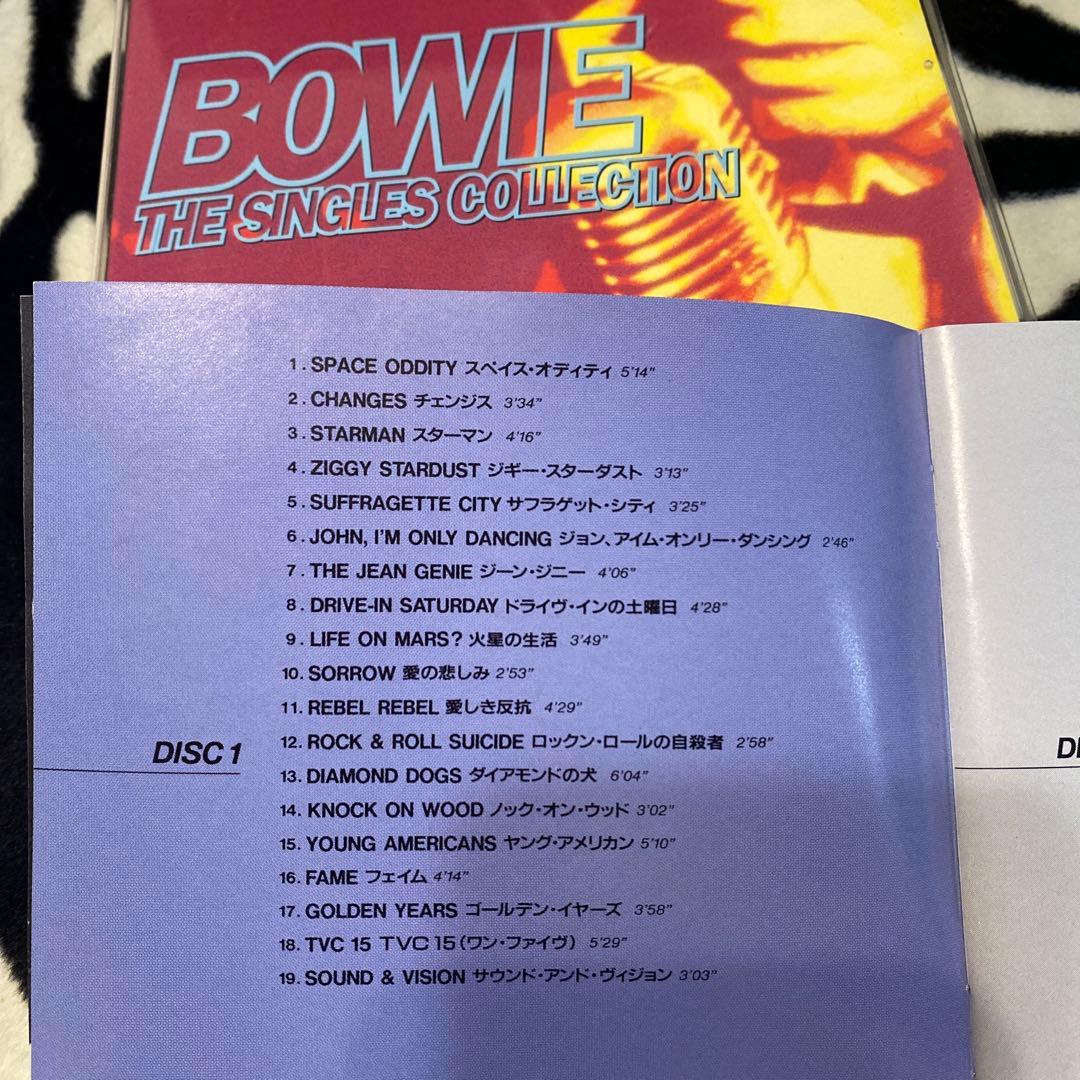 BOWIE
THE SINGLES COLLECTION
1. SPACE ODDITY スペイス・オディティ 5'14"
2. CHANGES チェンジス 3'34"
3. STARMAN スターマン 4'16"
4. ZIGGY STARDUST ジギー・スターダスト 3'13"
5. SUFFRAGETTE CITY サフラゲット・シティ 3'25"
6. JOHN, I'M ONLY DANCING ジョン、アイム・オンリー・ダンシング 2'46"
7. THE JEAN GENIE ジーン・ジニー 4'06"
8. DRIVE-IN SATURDAY ドライヴ・インの土曜日 4'28"
9. LIFE ON MARS? 火星の生活 3'49"
10. SORROW 愛の悲しみ 2'53"
11. REBEL REBEL 愛しき反抗 4'29"
12. ROCK & ROLL SUICIDE ロックン・ロールの自殺者 2'58"
13. DIAMOND DOGS ダイアモンドの犬 6'04"
14. KNOCK ON WOOD ノック・オン・ウッド 3'02"
15. YOUNG AMERICANS ヤング・アメリカン 5'10"
16. FAME フェイム 4'14"
17. GOLDEN YEARS ゴールデン・イヤーズ 3'58"
18. TVC 15 TVC15(ワン・ファイヴ) 5'29"
19. SOUND & VISION サウンド・アンド・ヴィジョン 3'03"
DISC 1